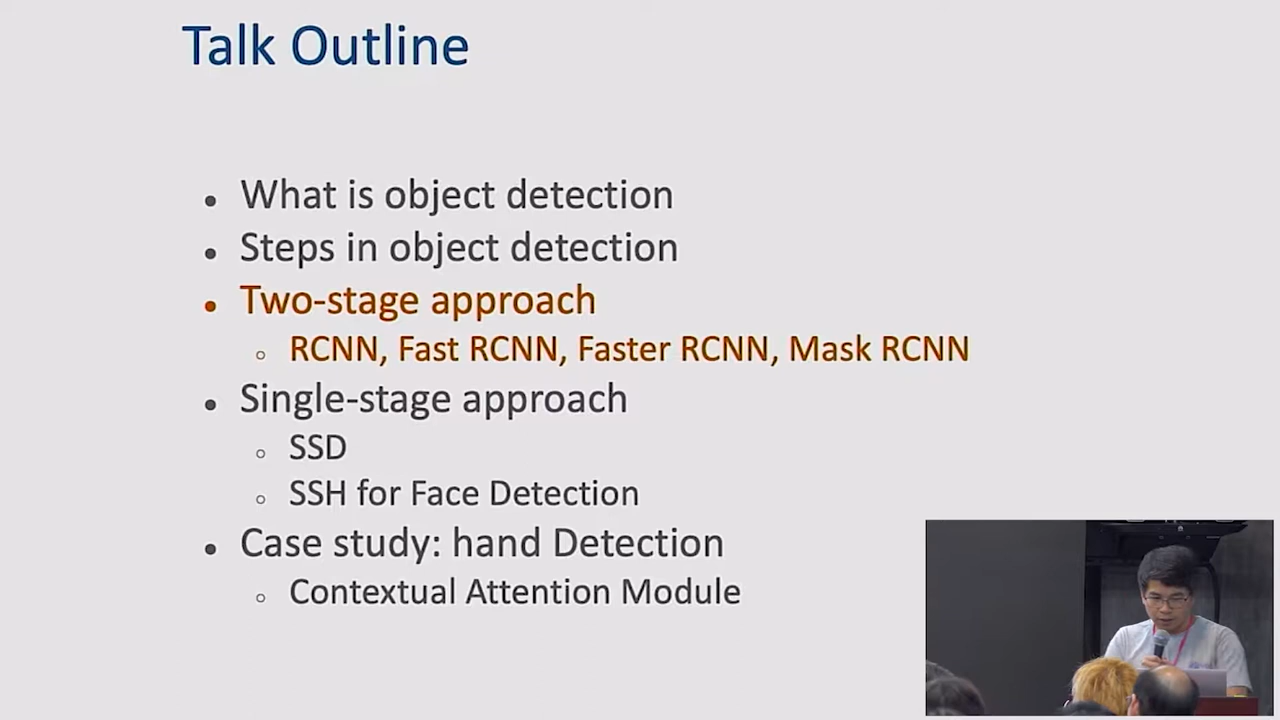 Talk Outline
• What is object detection
• Steps in object detection
• Two-stage approach
◦ RCNN, Fast RCNN, Faster RCNN, Mask RCNN
• Single-stage approach
◦ SSD
◦ SSH for Face Detection
• Case study: hand Detection
◦ Contextual Attention Module